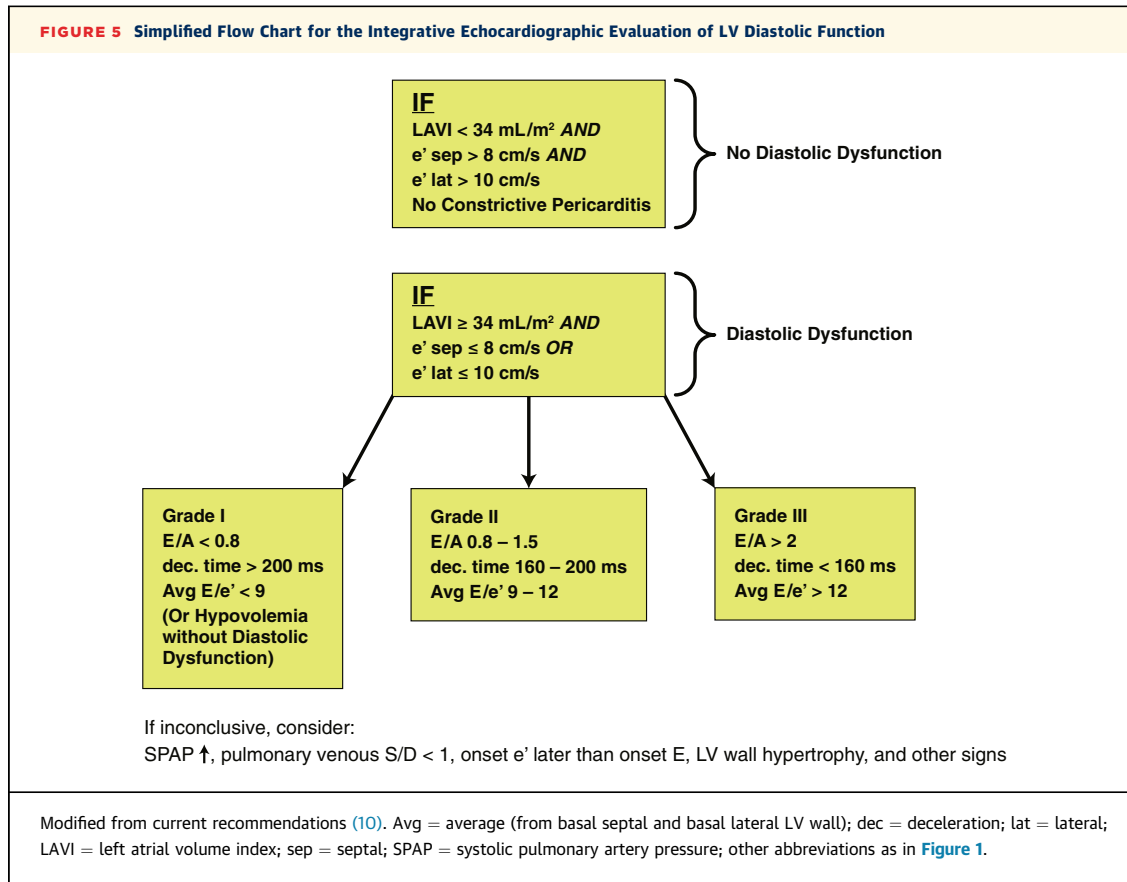 FIGURE 5 Simplified Flow Chart for the Integrative Echocardiographic Evaluation of LV Diastolic Function
IF
LAVI < 34 mL/m² AND
e' sep > 8 cm/s AND
e' lat > 10 cm/s
No Constrictive Pericarditis
No Diastolic Dysfunction
IF
LAVI ≥ 34 mL/m² AND
e' sep ≤ 8 cm/s OR
e' lat ≤ 10 cm/s
Diastolic Dysfunction
Grade I
E/A < 0.8
dec. time > 200 ms
Avg E/e' < 9
(Or Hypovolemia
without Diastolic
Dysfunction)
Grade II
E/A 0.8 – 1.5
dec. time 160 – 200 ms
Avg E/e' 9 – 12
Grade III
E/A > 2
dec. time < 160 ms
Avg E/e' > 12
If inconclusive, consider:
SPAP ↑, pulmonary venous S/D < 1, onset e' later than onset E, LV wall hypertrophy, and other signs
Modified from current recommendations (10). Avg = average (from basal septal and basal lateral LV wall); dec = deceleration; lat = lateral;
LAVI = left atrial volume index; sep = septal; SPAP = systolic pulmonary artery pressure; other abbreviations as in Figure 1.